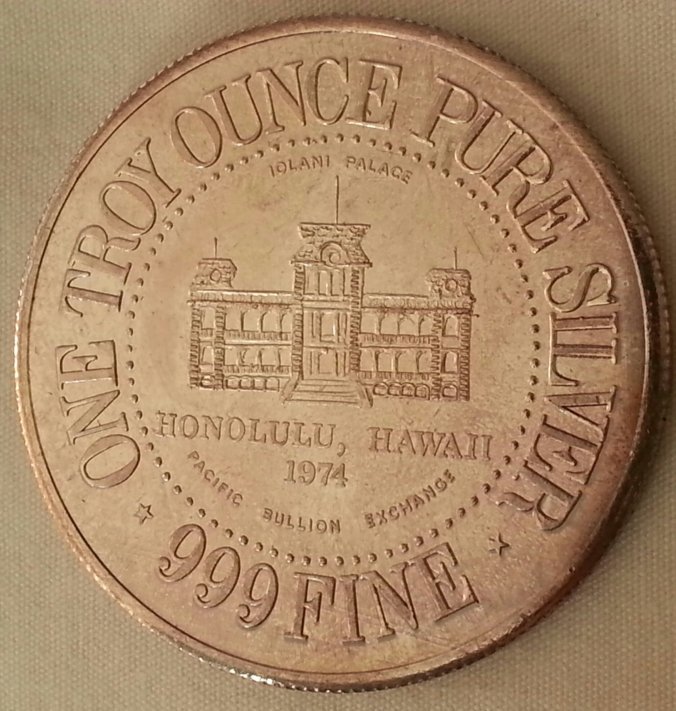 ONE TROY OUNCE PURE SILVER
IOLANI PALACE
HONOLULU, HAWAII
1974
PACIFIC BULLION EXCHANGE
999 FINE